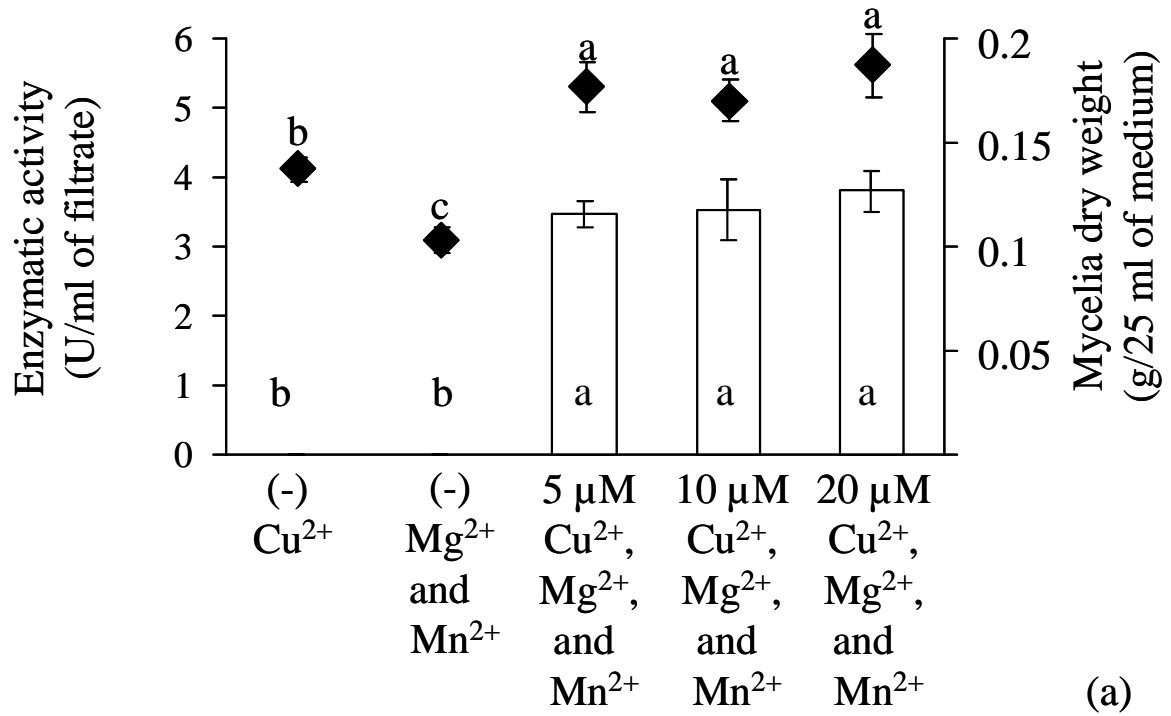 Enzymatic activity
(U/ml of filtrate)
6
5
4
3
2
1
0
b
c
a
a
a
b
b
a
a
a
0.2
0.15
0.1
0.05
Mycelia dry weight
(g/25 ml of medium)
(-)
Cu²⁺
(-)
Mg²⁺
and
Mn²⁺
5 µM
Cu²⁺,
Mg²⁺,
and
Mn²⁺
10 µM
Cu²⁺,
Mg²⁺,
and
Mn²⁺
20 µM
Cu²⁺,
Mg²⁺,
and
Mn²⁺
(a)